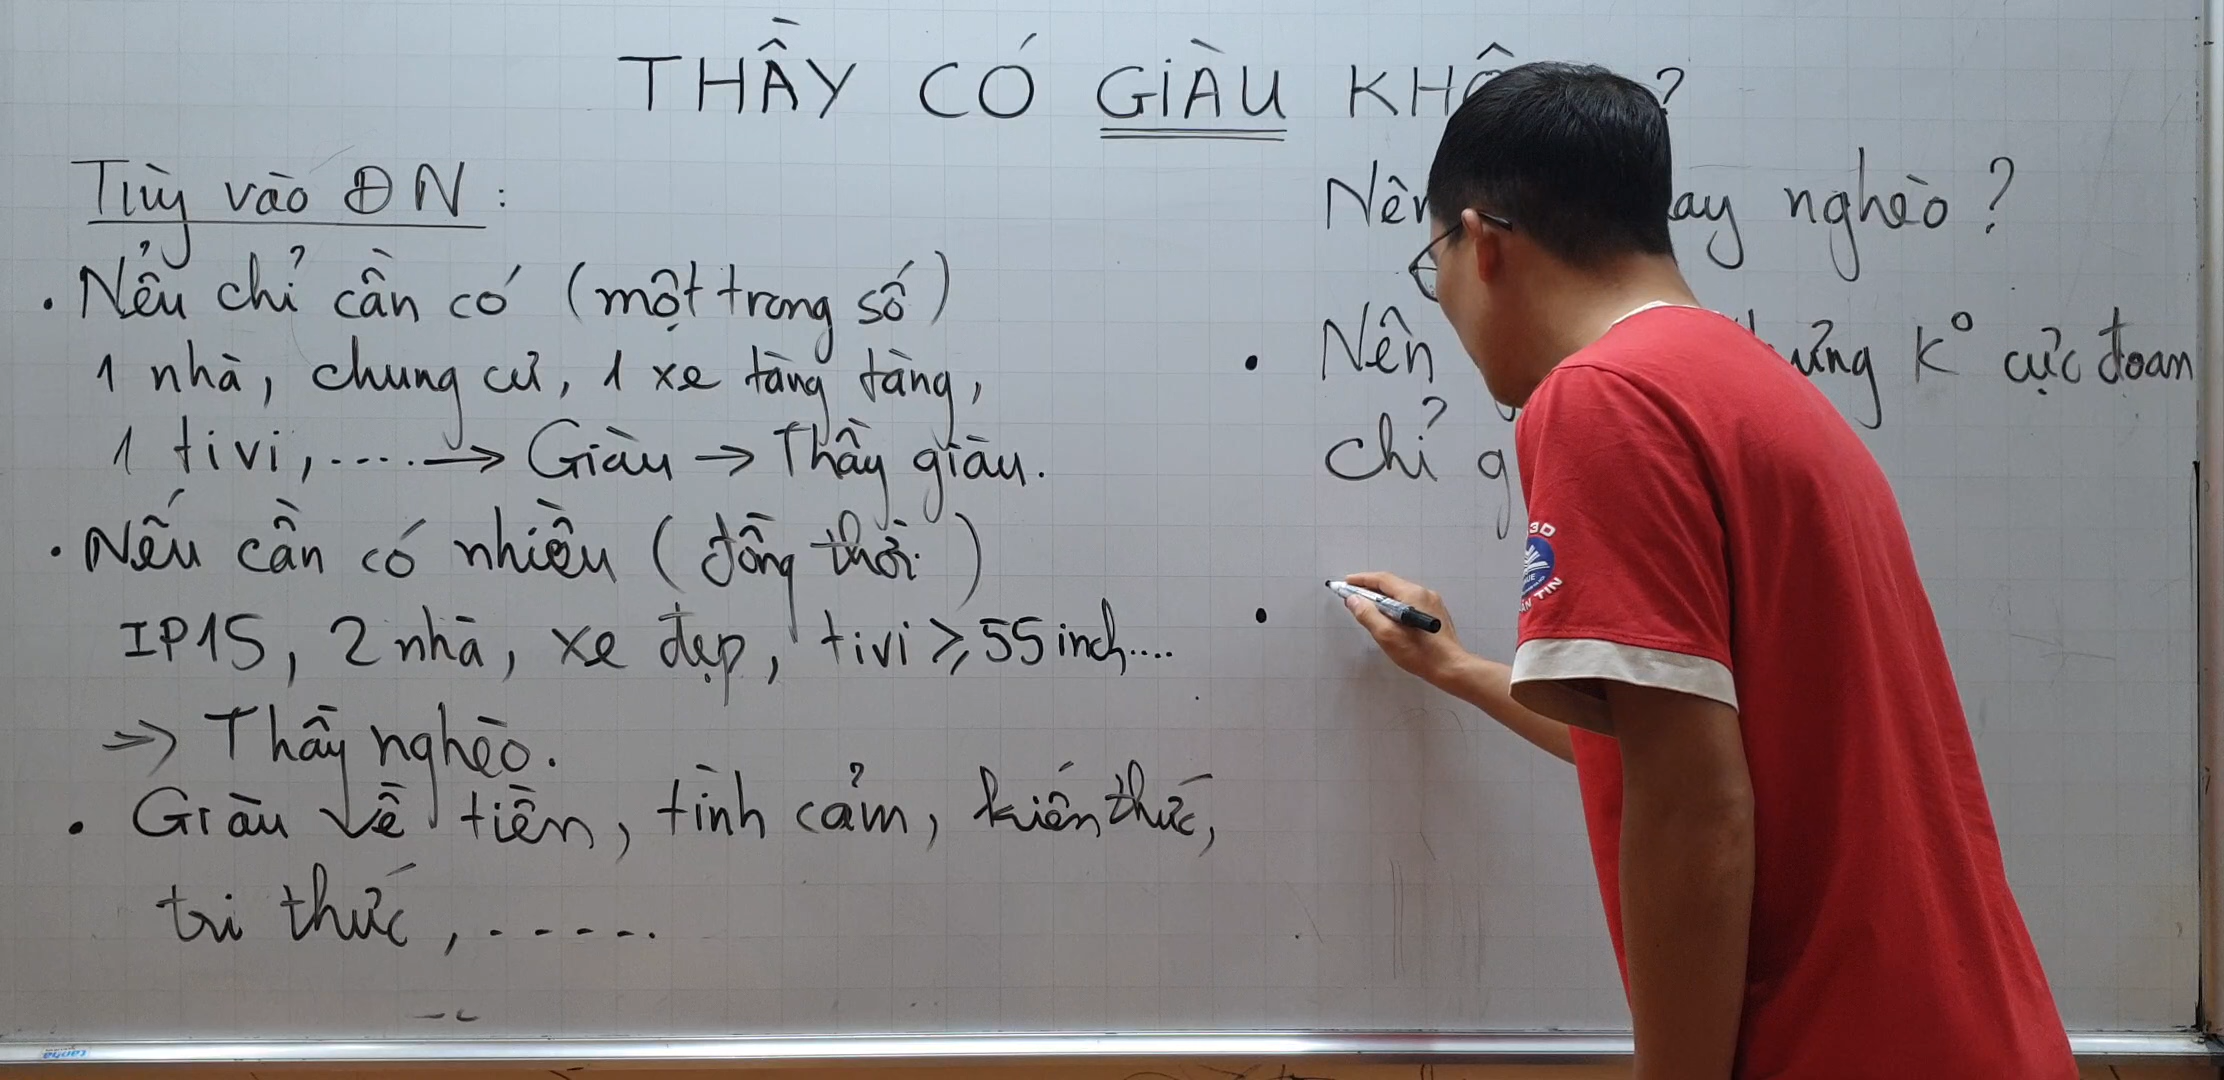 THẦY CÓ GIÀU KHÔ ?
Tùy vào ĐN :
. Nếu chỉ cần có (một trong số)
1 nhà, chung cư, 1 xe tàng tàng,
1 tivi,.....→ Giàu → Thầy giàu.
. Nếu cần có nhiều (đồng thời)
IP15, 2 nhà, xe đẹp, tivi ≥ 55 inch....
=> Thầy nghèo.
. Giàu về tiền, tình cảm, kiến thức,
tri thức, .....
Nên ay nghèo ?
. Nên ưng K° cực đoan
chỉ g
.
3D
TIN